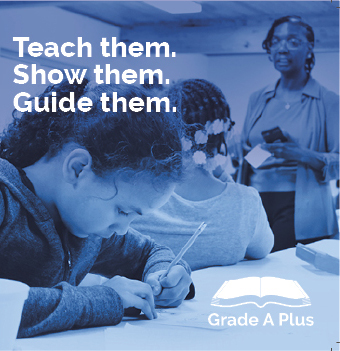 Teach them.
Show them.
Guide them.
Grade A Plus